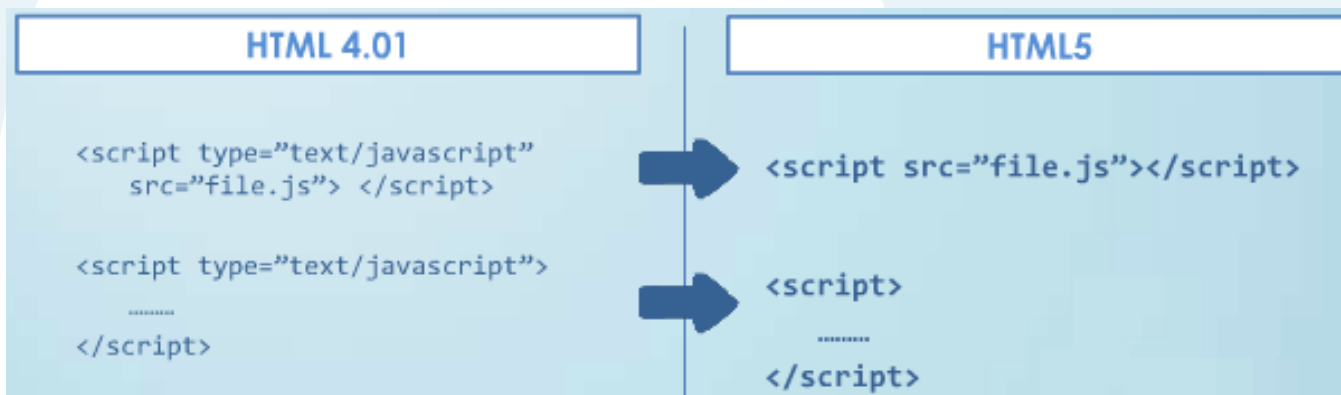 HTML 4.01
<script type=”text/javascript”
src=”file.js”> </script>
<script type=”text/javascript”>
………
</script>
HTML5
<script src=”file.js”></script>
<script>
………
</script>